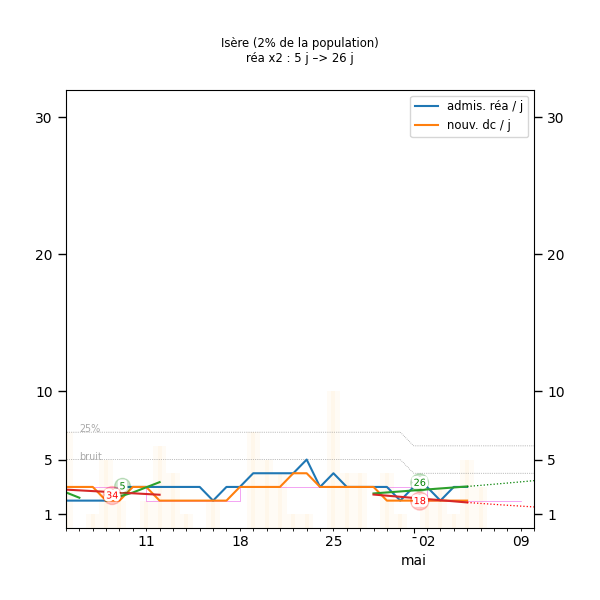 Isère (2% de la population)
réa x2 : 5 j –> 26 j
admis. réa / j
nouv. dc / j
30 30
20 20
10 10
25%
bruit
5 5
5 26
34 18
1 1
11 18 25 02 09
mai